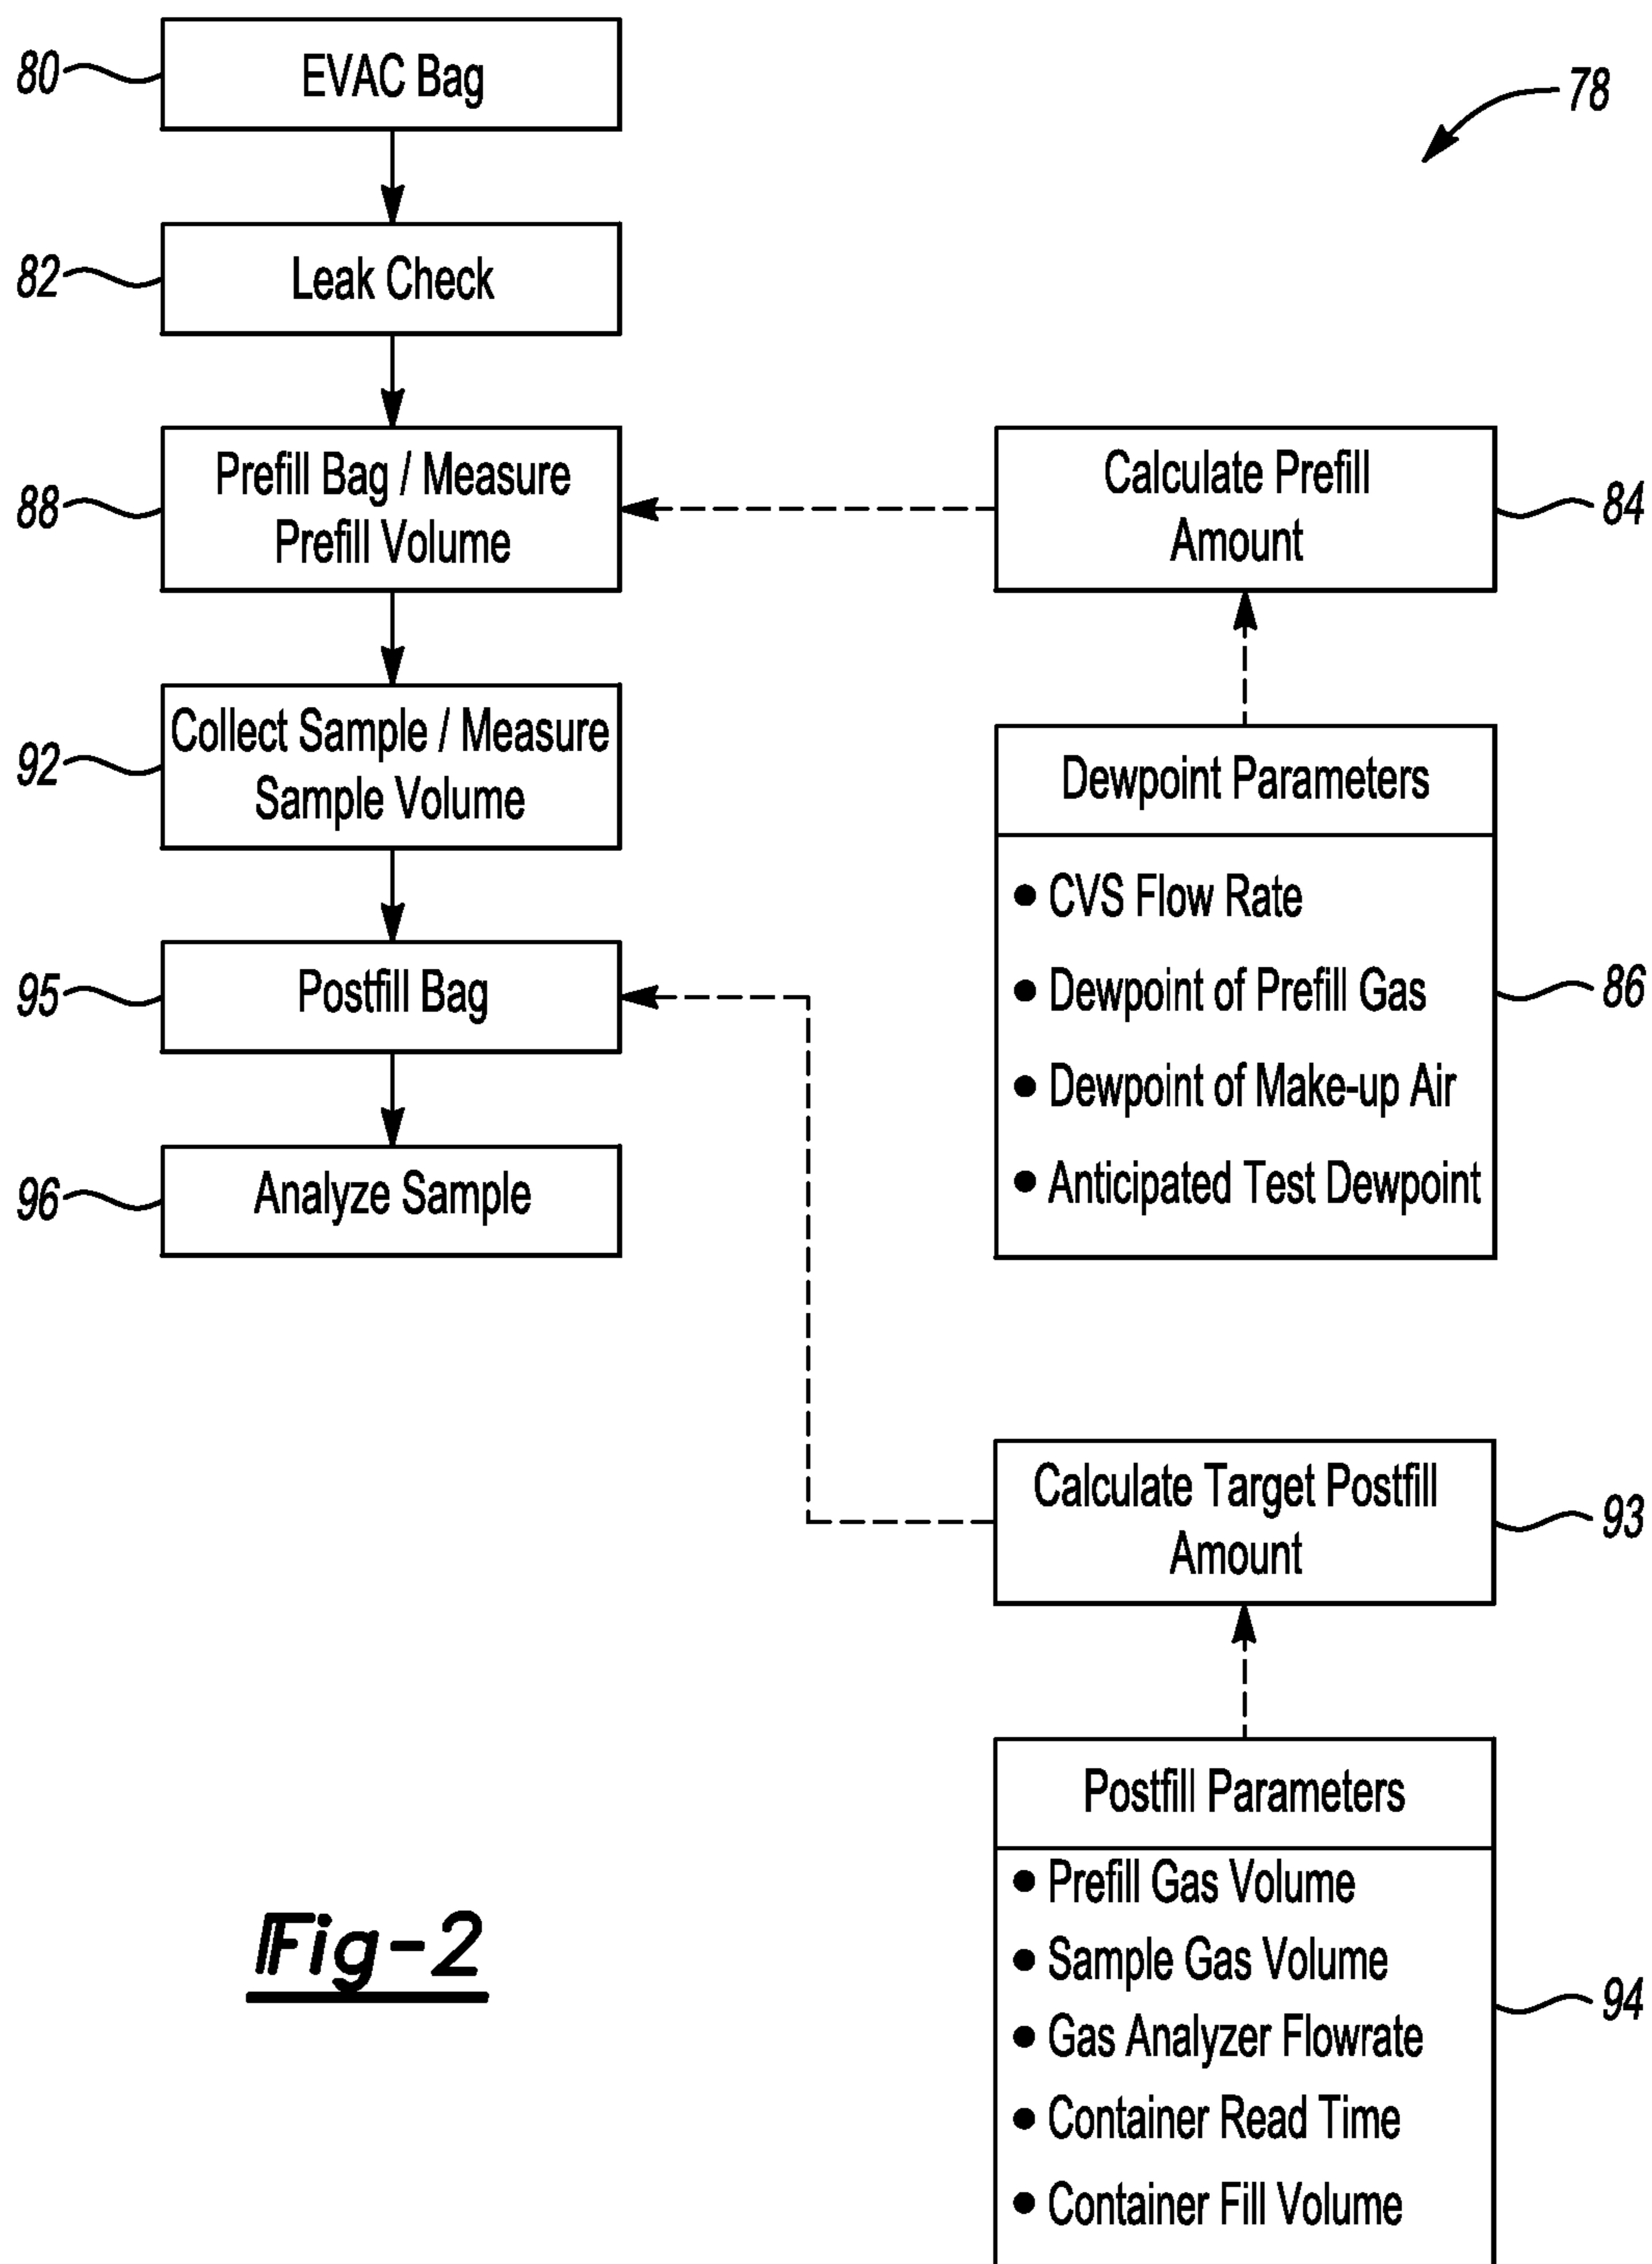 80
EVAC Bag
78
82
Leak Check
88
Prefill Bag / Measure
Prefill Volume
Calculate Prefill
Amount
84
92
Collect Sample / Measure
Sample Volume
Dewpoint Parameters
• CVS Flow Rate
• Dewpoint of Prefill Gas
• Dewpoint of Make-up Air
• Anticipated Test Dewpoint
86
95
Postfill Bag
96
Analyze Sample
Calculate Target Postfill
Amount
93
Postfill Parameters
• Prefill Gas Volume
• Sample Gas Volume
• Gas Analyzer Flowrate
• Container Read Time
• Container Fill Volume
94
Fig-2